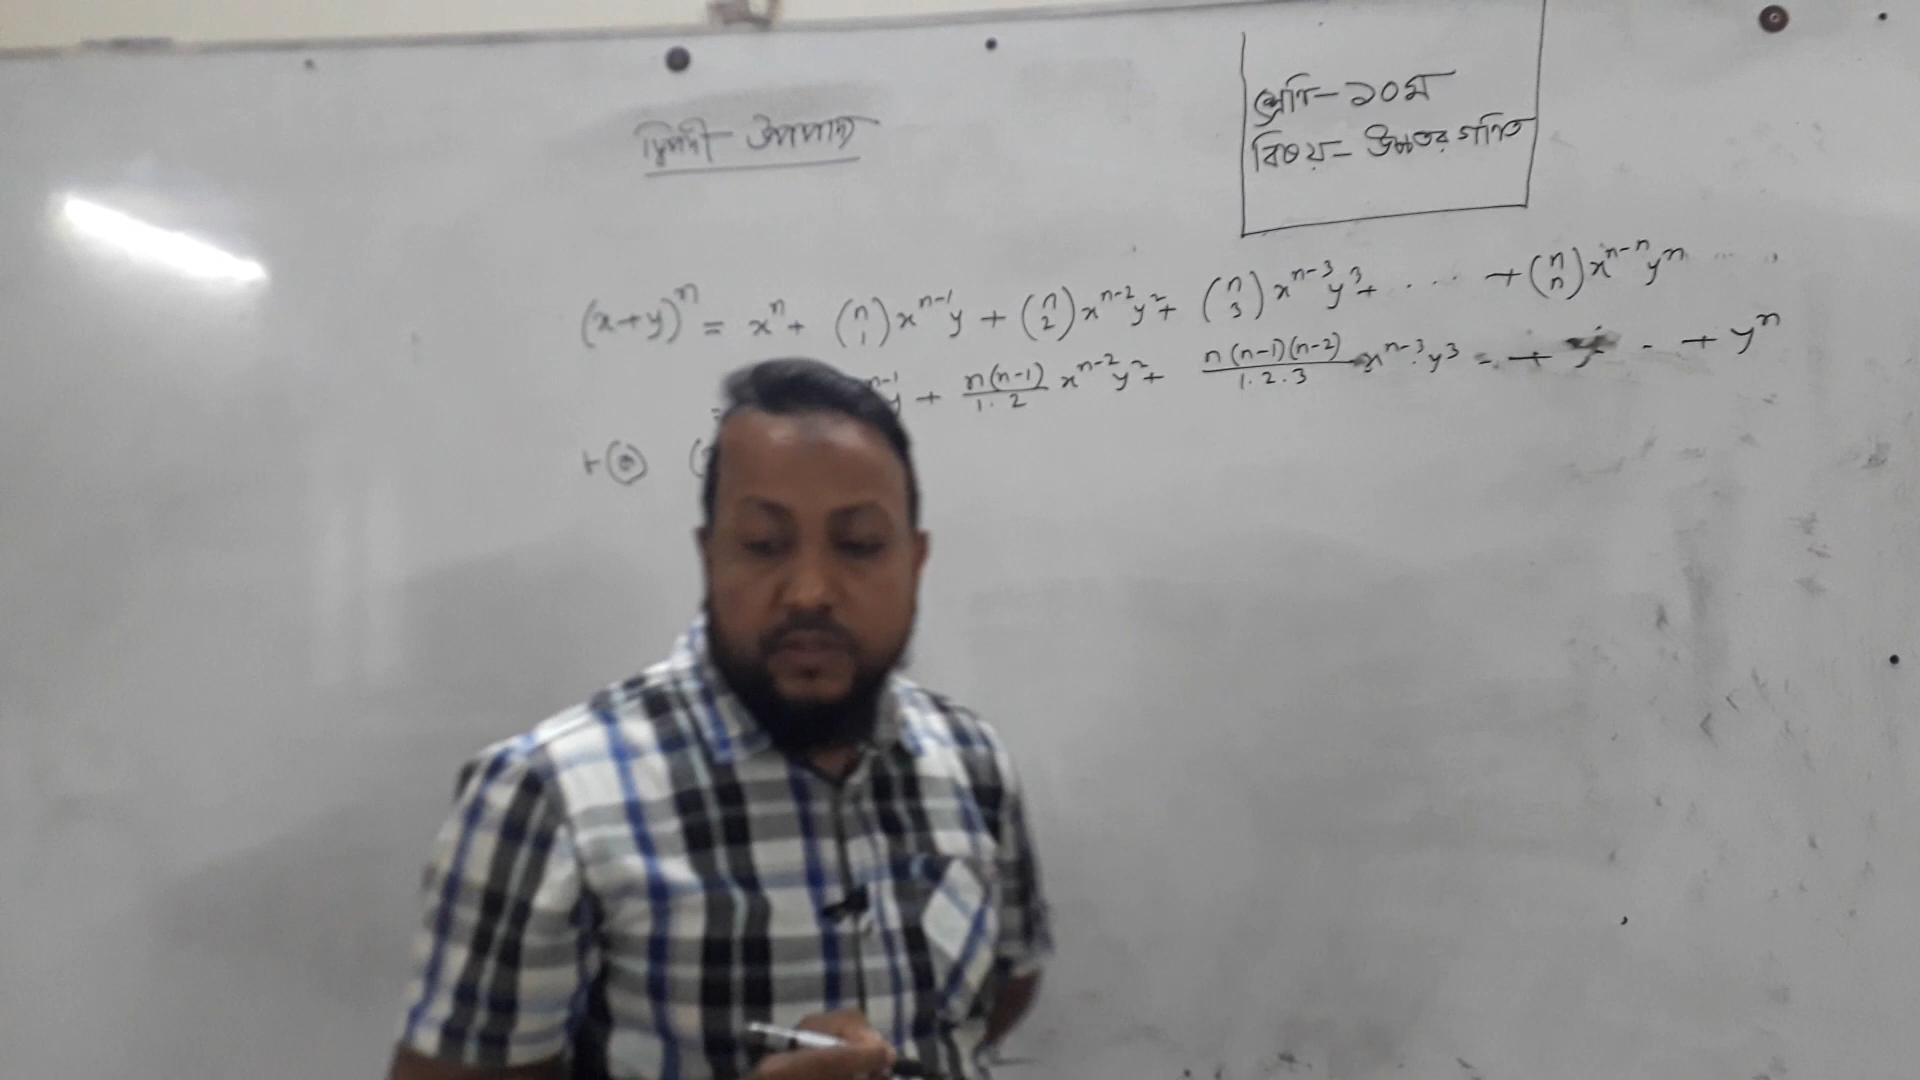 দ্বিপদী উপপাদ্য
শ্রেণি - ১০ম
বিষয় - উচ্চতর গণিত
(x+y)^n = x^n + (n 1) x^{n-1} y + (n 2) x^{n-2} y^2 + (n 3) x^{n-3} y^3 + .... + (n n) x^{n-n} y^n
= n-1 y + n(n-1)/1.2 x^{n-2} y^2 + n(n-1)(n-2)/1.2.3 x^{n-3} y^3 - + - + y^n